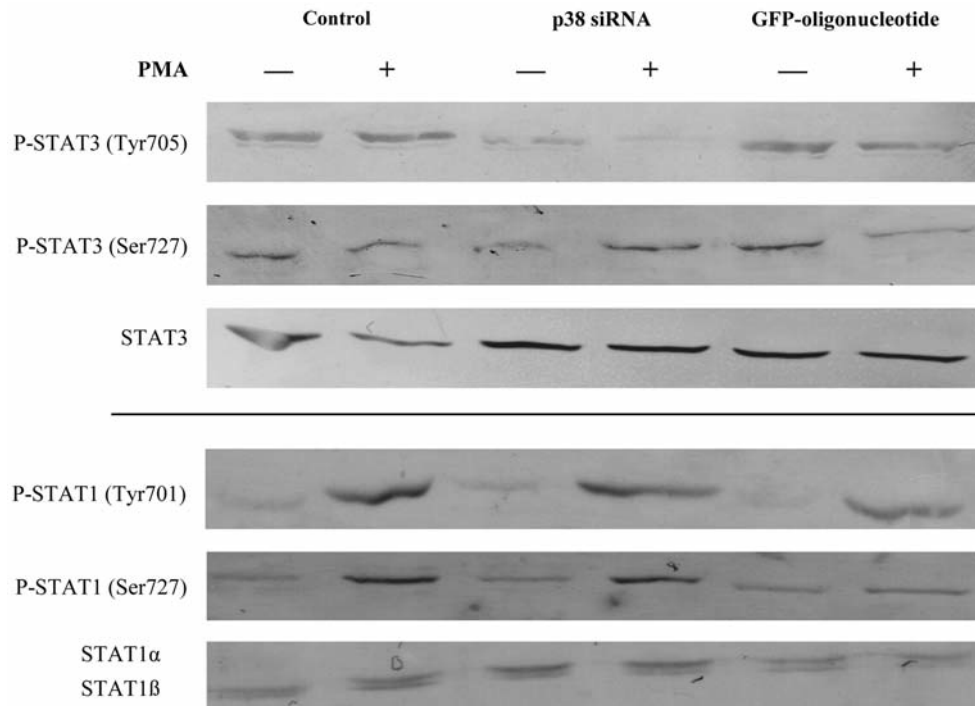 Control p38 siRNA GFP-oligonucleotide
PMA — + — + — +
P-STAT3 (Tyr705)
P-STAT3 (Ser727)
STAT3
P-STAT1 (Tyr701)
P-STAT1 (Ser727)
STAT1α
STAT1ß